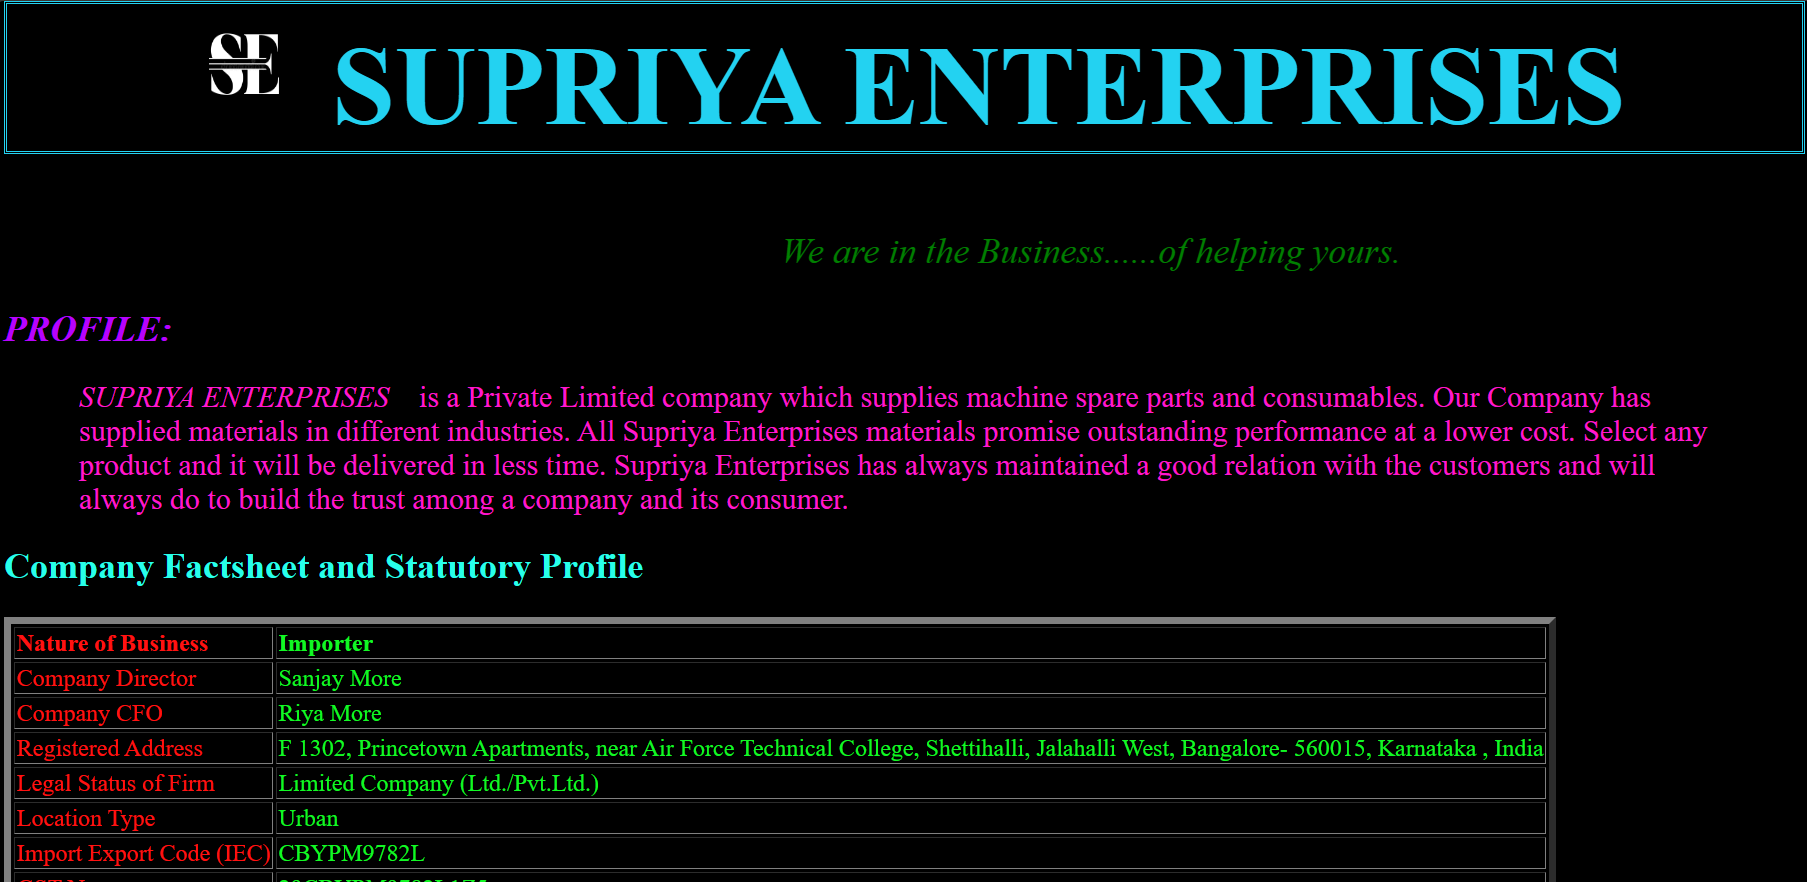 SE
SUPRIYA ENTERPRISES
We are in the Business......of helping yours.
PROFILE:
SUPRIYA ENTERPRISES is a Private Limited company which supplies machine spare parts and consumables. Our Company has
supplied materials in different industries. All Supriya Enterprises materials promise outstanding performance at a lower cost. Select any
product and it will be delivered in less time. Supriya Enterprises has always maintained a good relation with the customers and will
always do to build the trust among a company and its consumer.
Company Factsheet and Statutory Profile
Nature of Business Importer
Company Director Sanjay More
Company CFO Riya More
Registered Address F 1302, Princetown Apartments, near Air Force Technical College, Shettihalli, Jalahalli West, Bangalore- 560015, Karnataka , India
Legal Status of Firm Limited Company (Ltd./Pvt.Ltd.)
Location Type Urban
Import Export Code (IEC) CBYPM9782L